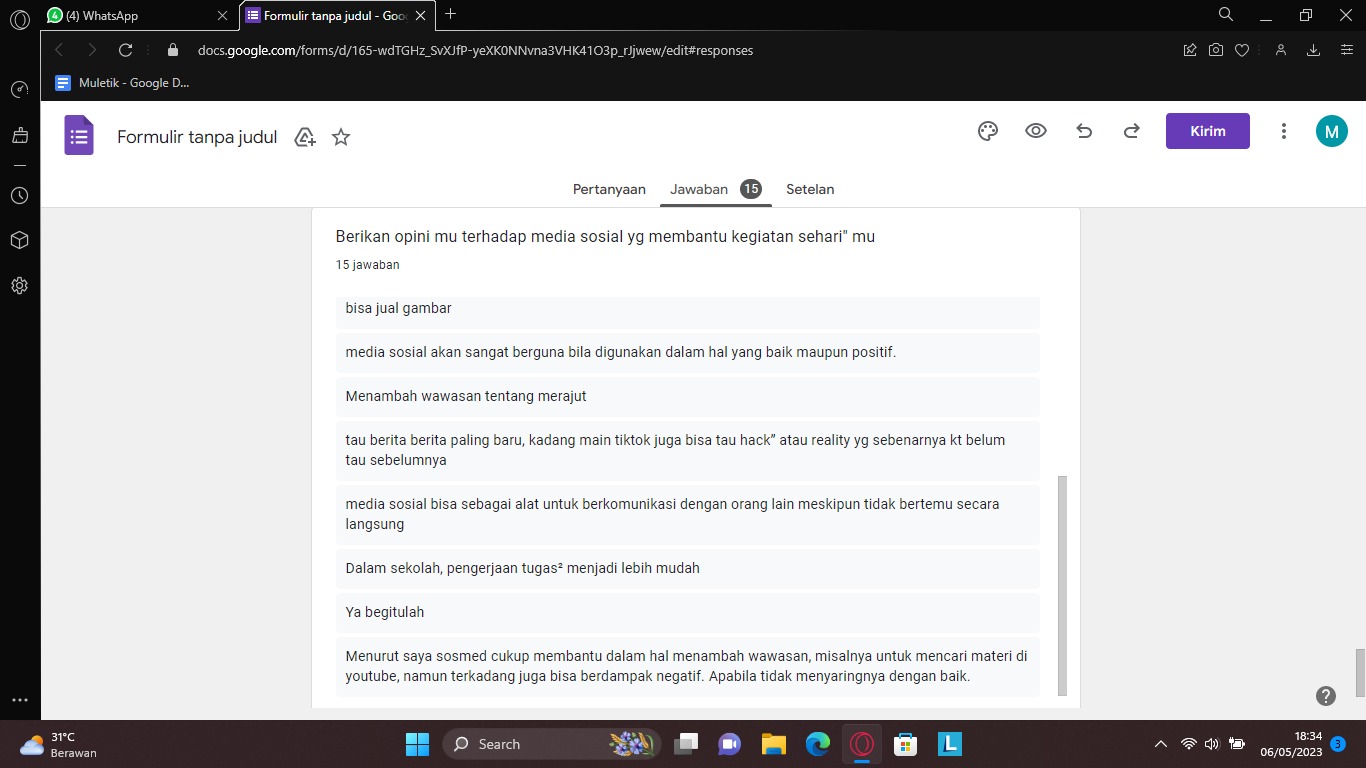 (4) WhatsApp
Formulir tanpa judul - Goo
docs.google.com/forms/d/165-wdTGHz_SvXJfP-yeXK0NNvna3VHK41O3p_rJjwew/edit#responses
Muletik - Google D...
Formulir tanpa judul
Kirim
M
Pertanyaan
Jawaban 15
Setelan
Berikan opini mu terhadap media sosial yg membantu kegiatan sehari" mu
15 jawaban
bisa jual gambar
media sosial akan sangat berguna bila digunakan dalam hal yang baik maupun positif.
Menambah wawasan tentang merajut
tau berita berita paling baru, kadang main tiktok juga bisa tau hack” atau reality yg sebenarnya kt belum
tau sebelumnya
media sosial bisa sebagai alat untuk berkomunikasi dengan orang lain meskipun tidak bertemu secara
langsung
Dalam sekolah, pengerjaan tugas² menjadi lebih mudah
Ya begitulah
Menurut saya sosmed cukup membantu dalam hal menambah wawasan, misalnya untuk mencari materi di
youtube, namun terkadang juga bisa berdampak negatif. Apabila tidak menyaringnya dengan baik.
31°C
Berawan
Search
L
18:34
06/05/2023
3